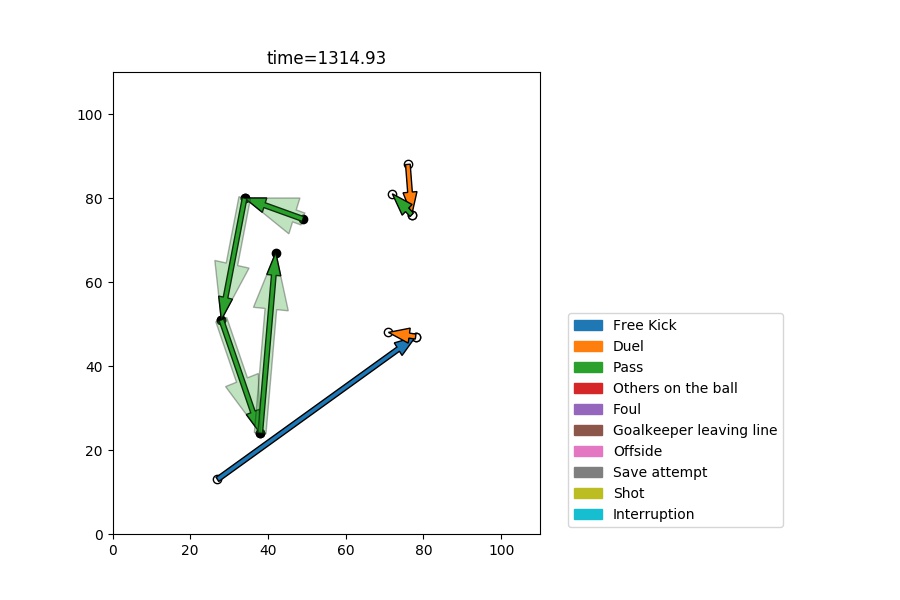 time=1314.93
100
80
60
40
20
0
0 20 40 60 80 100
Free Kick
Duel
Pass
Others on the ball
Foul
Goalkeeper leaving line
Offside
Save attempt
Shot
Interruption